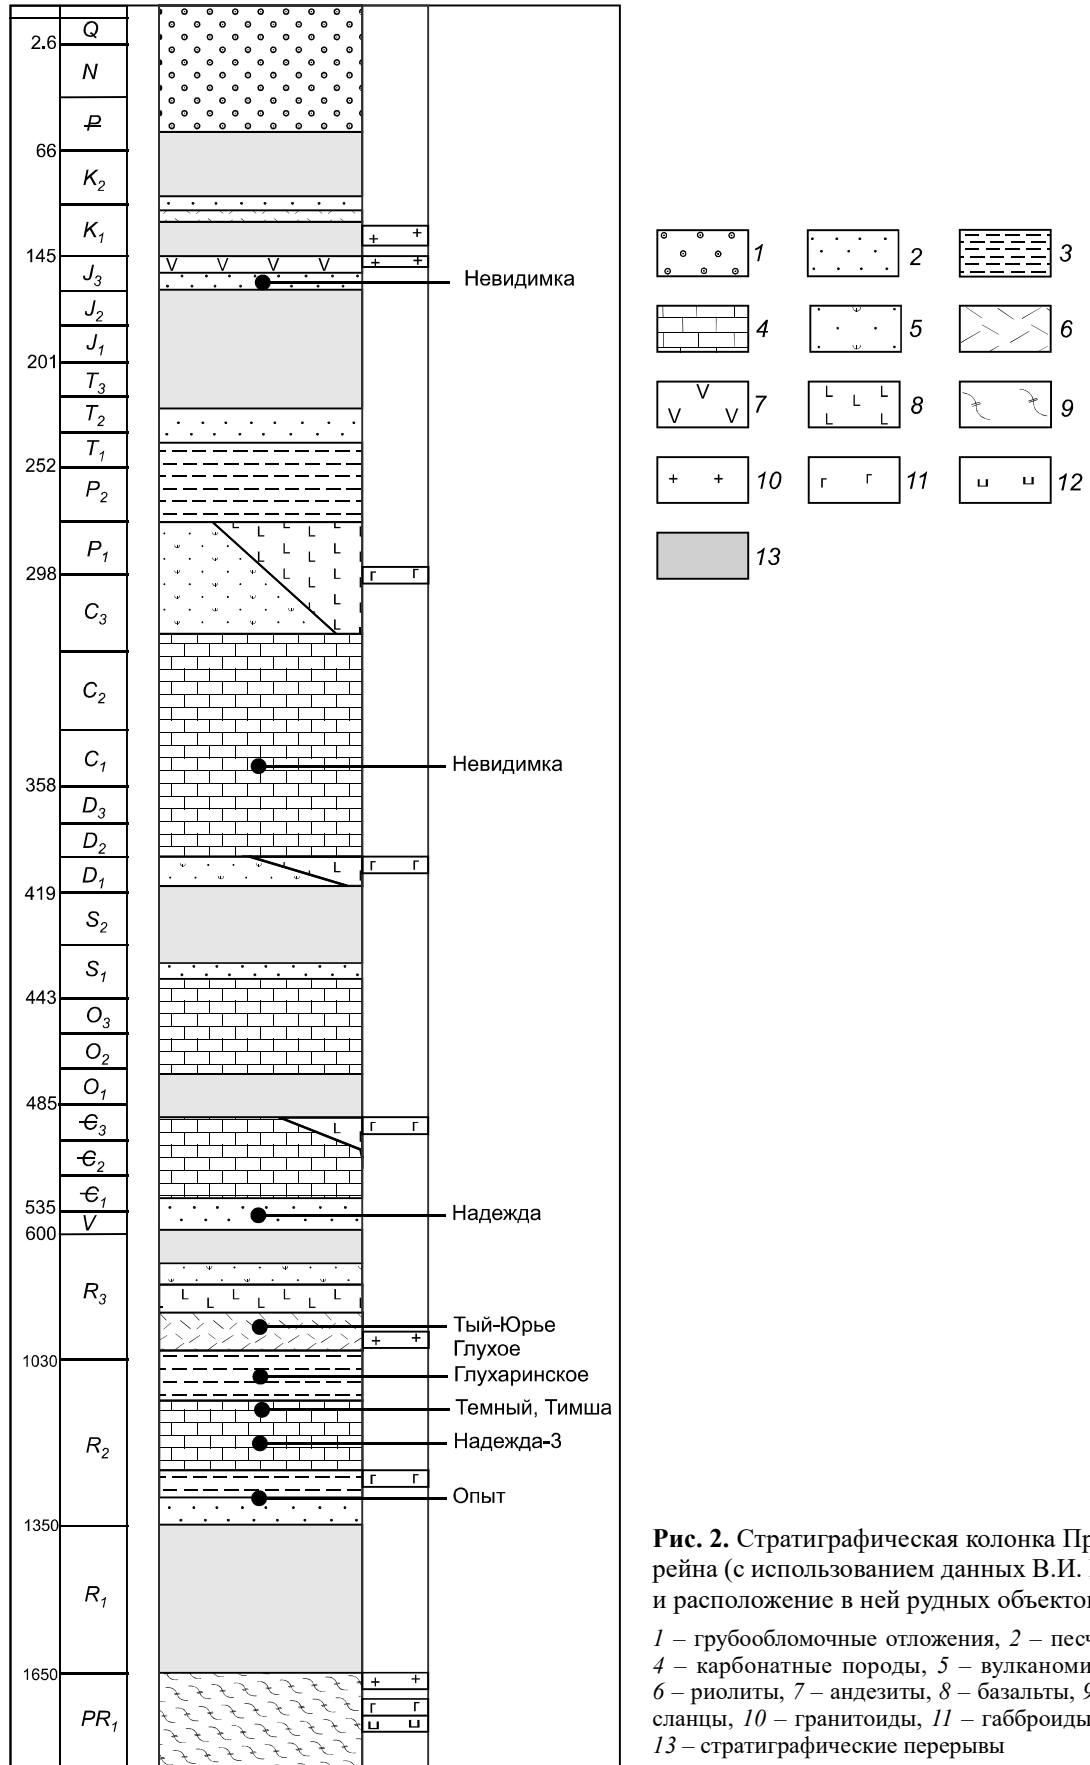 Q
2.6
N
P
66
K2
K1
145
J3
Невидимка
J2
J1
201
T3
T2
T1
252
P2
P1
298
C3
C2
C1
Невидимка
358
D3
D2
D1
419
S2
S1
443
O3
O2
O1
485
Є3
Є2
Є1
535
Надежда
V
600
R3
Тый-Юрье
Глухое
1030
Глухаринское
Темный, Тимша
R2
Надежда-3
Опыт
1350
R1
1650
PR1
1 2 3
4 5 6
7 8 9
10 11 12
13
Рис. 2. Стратиграфическая колонка
рейна (с использованием данных В.И.
и расположение в ней рудных
1 – грубообломочные отложения, 2 –
4 – карбонатные породы, 5 –
6 – риолиты, 7 – андезиты, 8 – базальты, 9
сланцы, 10 – гранитоиды, 11 – габброиды
13 – стратиграфические перерывы